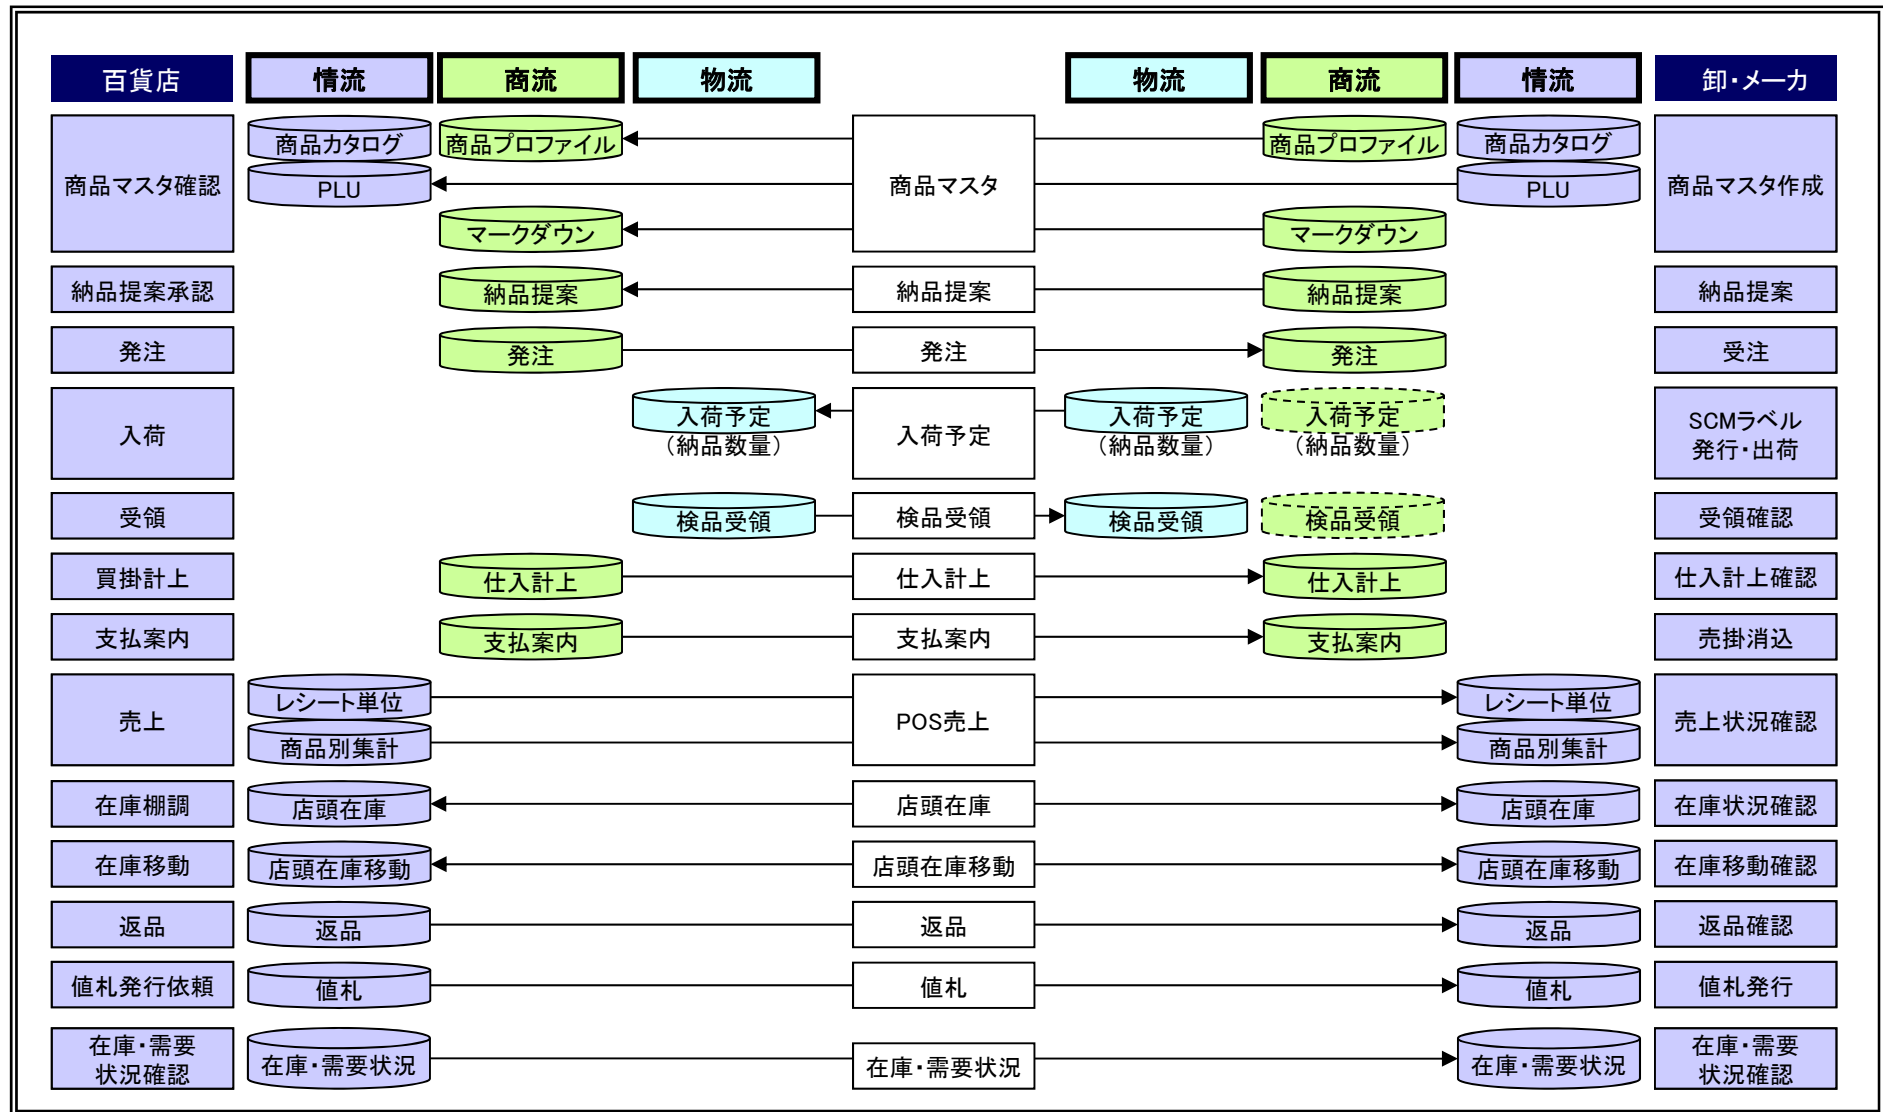 百貨店
情流
商流
物流
物流
商流
情流
卸・メーカ
商品マスタ確認
商品カタログ
商品プロファイル
商品マスタ
商品プロファイル
商品カタログ
商品マスタ作成
PLU
PLU
マークダウン
マークダウン
納品提案承認
納品提案
納品提案
納品提案
納品提案
発注
発注
発注
発注
受注
入荷
入荷予定
（納品数量）
入荷予定
入荷予定
（納品数量）
入荷予定
（納品数量）
SCMラベル
発行・出荷
受領
検品受領
検品受領
検品受領
検品受領
受領確認
買掛計上
仕入計上
仕入計上
仕入計上
仕入計上確認
支払案内
支払案内
支払案内
支払案内
売掛消込
売上
レシート単位
商品別集計
POS売上
レシート単位
商品別集計
売上状況確認
在庫棚調
店頭在庫
店頭在庫
店頭在庫
在庫状況確認
在庫移動
店頭在庫移動
店頭在庫移動
店頭在庫移動
在庫移動確認
返品
返品
返品
返品
返品確認
値札発行依頼
値札
値札
値札
値札発行
在庫・需要
状況確認
在庫・需要状況
在庫・需要状況
在庫・需要状況
在庫・需要
状況確認